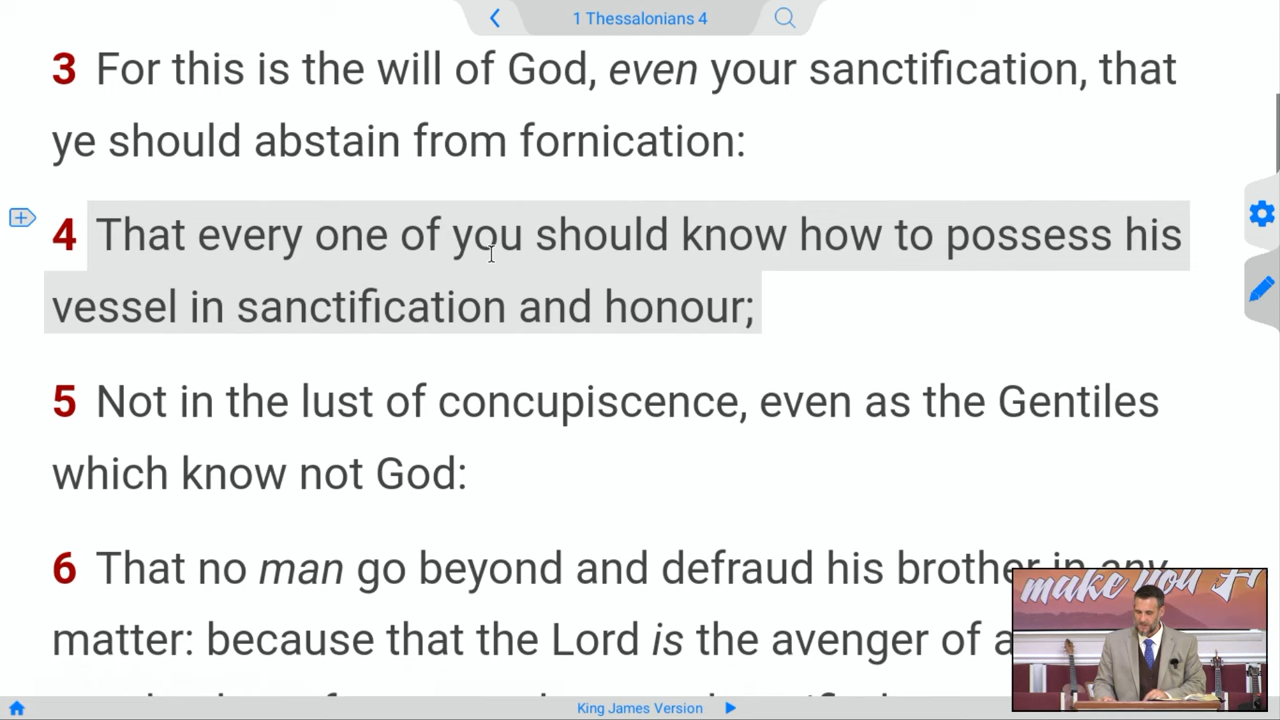 1 Thessalonians 4
3 For this is the will of God, even your sanctification, that
ye should abstain from fornication:
4 That every one of you should know how to possess his
vessel in sanctification and honour;
5 Not in the lust of concupiscence, even as the Gentiles
which know not God:
6 That no man go beyond and defraud his brother in any
matter: because that the Lord is the avenger of
make you
King James Version